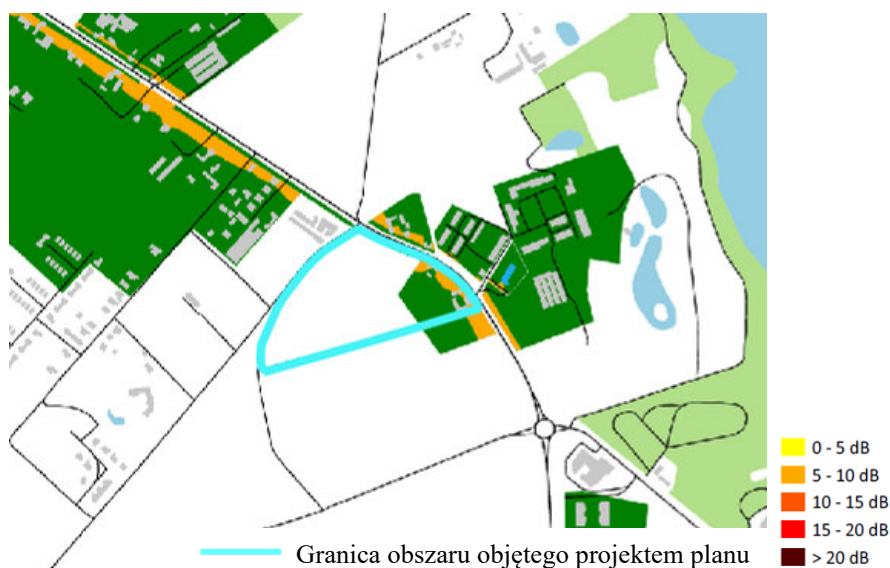 0 - 5 dB
5 - 10 dB
10 - 15 dB
15 - 20 dB
> 20 dB
Granica obszaru objętego projektem planu